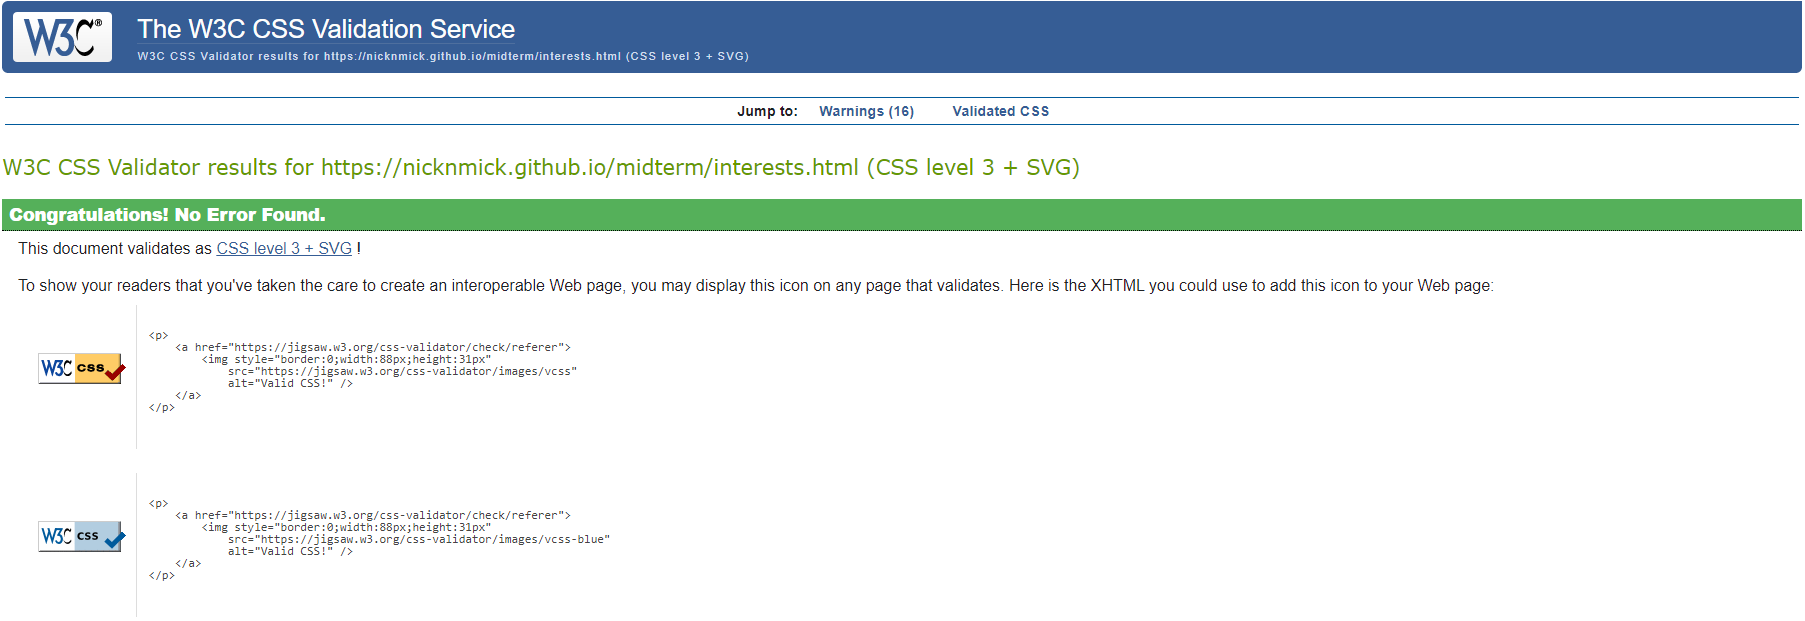 W3C®
The W3C CSS Validation Service
W3C CSS Validator results for https://nicknmick.github.io/midterm/interests.html (CSS level 3 + SVG)
Jump to: Warnings (16) Validated CSS
W3C CSS Validator results for https://nicknmick.github.io/midterm/interests.html (CSS level 3 + SVG)
Congratulations! No Error Found.
This document validates as CSS level 3 + SVG !
To show your readers that you've taken the care to create an interoperable Web page, you may display this icon on any page that validates. Here is the XHTML you could use to add this icon to your Web page:
W3C css
<p>
<a href="https://jigsaw.w3.org/css-validator/check/referer">
<img style="border:0;width:88px;height:31px"
src="https://jigsaw.w3.org/css-validator/images/vcss"
alt="Valid CSS!" />
</a>
</p>
W3C css
<p>
<a href="https://jigsaw.w3.org/css-validator/check/referer">
<img style="border:0;width:88px;height:31px"
src="https://jigsaw.w3.org/css-validator/images/vcss-blue"
alt="Valid CSS!" />
</a>
</p>